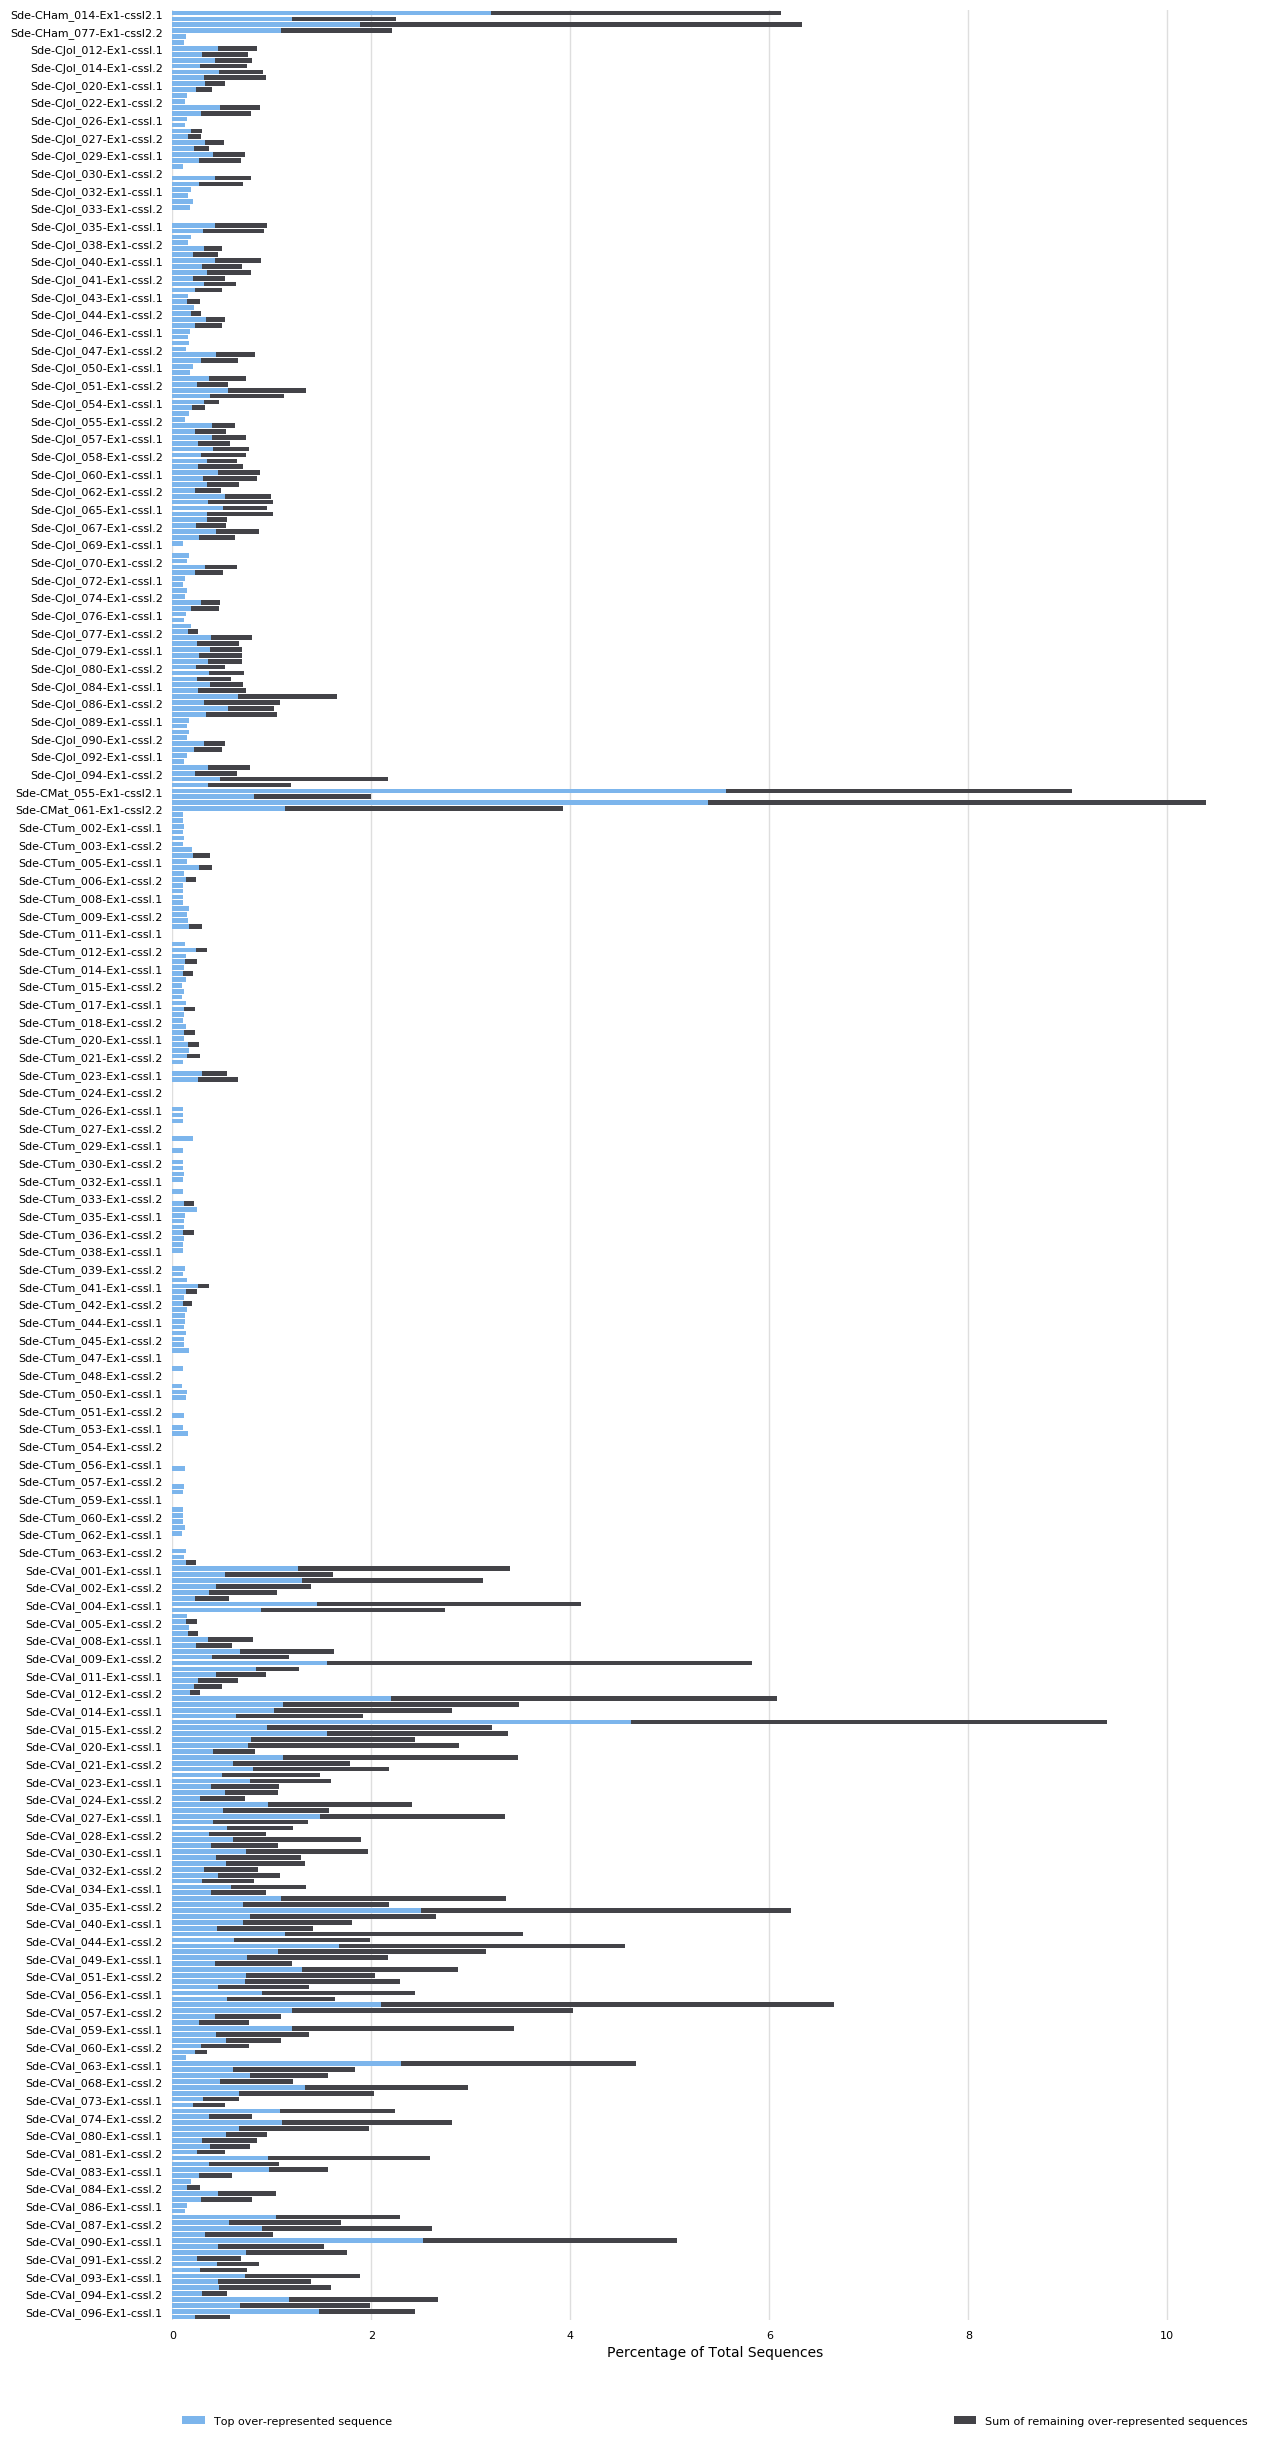 Sde-CHam_014-Ex1-cssl2.1
Sde-CHam_077-Ex1-cssl2.2
Sde-CJol_012-Ex1-cssl.1
Sde-CJol_014-Ex1-cssl.2
Sde-CJol_020-Ex1-cssl.1
Sde-CJol_022-Ex1-cssl.2
Sde-CJol_026-Ex1-cssl.1
Sde-CJol_027-Ex1-cssl.2
Sde-CJol_029-Ex1-cssl.1
Sde-CJol_030-Ex1-cssl.2
Sde-CJol_032-Ex1-cssl.1
Sde-CJol_033-Ex1-cssl.2
Sde-CJol_035-Ex1-cssl.1
Sde-CJol_038-Ex1-cssl.2
Sde-CJol_040-Ex1-cssl.1
Sde-CJol_041-Ex1-cssl.2
Sde-CJol_043-Ex1-cssl.1
Sde-CJol_044-Ex1-cssl.2
Sde-CJol_046-Ex1-cssl.1
Sde-CJol_047-Ex1-cssl.2
Sde-CJol_050-Ex1-cssl.1
Sde-CJol_051-Ex1-cssl.2
Sde-CJol_054-Ex1-cssl.1
Sde-CJol_055-Ex1-cssl.2
Sde-CJol_057-Ex1-cssl.1
Sde-CJol_058-Ex1-cssl.2
Sde-CJol_060-Ex1-cssl.1
Sde-CJol_062-Ex1-cssl.2
Sde-CJol_065-Ex1-cssl.1
Sde-CJol_067-Ex1-cssl.2
Sde-CJol_069-Ex1-cssl.1
Sde-CJol_070-Ex1-cssl.2
Sde-CJol_072-Ex1-cssl.1
Sde-CJol_074-Ex1-cssl.2
Sde-CJol_076-Ex1-cssl.1
Sde-CJol_077-Ex1-cssl.2
Sde-CJol_079-Ex1-cssl.1
Sde-CJol_080-Ex1-cssl.2
Sde-CJol_084-Ex1-cssl.1
Sde-CJol_086-Ex1-cssl.2
Sde-CJol_089-Ex1-cssl.1
Sde-CJol_090-Ex1-cssl.2
Sde-CJol_092-Ex1-cssl.1
Sde-CJol_094-Ex1-cssl.2
Sde-CMat_055-Ex1-cssl2.1
Sde-CMat_061-Ex1-cssl2.2
Sde-CTum_002-Ex1-cssl.1
Sde-CTum_003-Ex1-cssl.2
Sde-CTum_005-Ex1-cssl.1
Sde-CTum_006-Ex1-cssl.2
Sde-CTum_008-Ex1-cssl.1
Sde-CTum_009-Ex1-cssl.2
Sde-CTum_011-Ex1-cssl.1
Sde-CTum_012-Ex1-cssl.2
Sde-CTum_014-Ex1-cssl.1
Sde-CTum_015-Ex1-cssl.2
Sde-CTum_017-Ex1-cssl.1
Sde-CTum_018-Ex1-cssl.2
Sde-CTum_020-Ex1-cssl.1
Sde-CTum_021-Ex1-cssl.2
Sde-CTum_023-Ex1-cssl.1
Sde-CTum_024-Ex1-cssl.2
Sde-CTum_026-Ex1-cssl.1
Sde-CTum_027-Ex1-cssl.2
Sde-CTum_029-Ex1-cssl.1
Sde-CTum_030-Ex1-cssl.2
Sde-CTum_032-Ex1-cssl.1
Sde-CTum_033-Ex1-cssl.2
Sde-CTum_035-Ex1-cssl.1
Sde-CTum_036-Ex1-cssl.2
Sde-CTum_038-Ex1-cssl.1
Sde-CTum_039-Ex1-cssl.2
Sde-CTum_041-Ex1-cssl.1
Sde-CTum_042-Ex1-cssl.2
Sde-CTum_044-Ex1-cssl.1
Sde-CTum_045-Ex1-cssl.2
Sde-CTum_047-Ex1-cssl.1
Sde-CTum_048-Ex1-cssl.2
Sde-CTum_050-Ex1-cssl.1
Sde-CTum_051-Ex1-cssl.2
Sde-CTum_053-Ex1-cssl.1
Sde-CTum_054-Ex1-cssl.2
Sde-CTum_056-Ex1-cssl.1
Sde-CTum_057-Ex1-cssl.2
Sde-CTum_059-Ex1-cssl.1
Sde-CTum_060-Ex1-cssl.2
Sde-CTum_062-Ex1-cssl.1
Sde-CTum_063-Ex1-cssl.2
Sde-CVal_001-Ex1-cssl.1
Sde-CVal_002-Ex1-cssl.2
Sde-CVal_004-Ex1-cssl.1
Sde-CVal_005-Ex1-cssl.2
Sde-CVal_008-Ex1-cssl.1
Sde-CVal_009-Ex1-cssl.2
Sde-CVal_011-Ex1-cssl.1
Sde-CVal_012-Ex1-cssl.2
Sde-CVal_014-Ex1-cssl.1
Sde-CVal_015-Ex1-cssl.2
Sde-CVal_020-Ex1-cssl.1
Sde-CVal_021-Ex1-cssl.2
Sde-CVal_023-Ex1-cssl.1
Sde-CVal_024-Ex1-cssl.2
Sde-CVal_027-Ex1-cssl.1
Sde-CVal_028-Ex1-cssl.2
Sde-CVal_030-Ex1-cssl.1
Sde-CVal_032-Ex1-cssl.2
Sde-CVal_034-Ex1-cssl.1
Sde-CVal_035-Ex1-cssl.2
Sde-CVal_040-Ex1-cssl.1
Sde-CVal_044-Ex1-cssl.2
Sde-CVal_049-Ex1-cssl.1
Sde-CVal_051-Ex1-cssl.2
Sde-CVal_056-Ex1-cssl.1
Sde-CVal_057-Ex1-cssl.2
Sde-CVal_059-Ex1-cssl.1
Sde-CVal_060-Ex1-cssl.2
Sde-CVal_063-Ex1-cssl.1
Sde-CVal_068-Ex1-cssl.2
Sde-CVal_073-Ex1-cssl.1
Sde-CVal_074-Ex1-cssl.2
Sde-CVal_080-Ex1-cssl.1
Sde-CVal_081-Ex1-cssl.2
Sde-CVal_083-Ex1-cssl.1
Sde-CVal_084-Ex1-cssl.2
Sde-CVal_086-Ex1-cssl.1
Sde-CVal_087-Ex1-cssl.2
Sde-CVal_090-Ex1-cssl.1
Sde-CVal_091-Ex1-cssl.2
Sde-CVal_093-Ex1-cssl.1
Sde-CVal_094-Ex1-cssl.2
Sde-CVal_096-Ex1-cssl.1
0 2 4 6 8 10
Percentage of Total Sequences
Top over-represented sequence Sum of remaining over-represented sequences